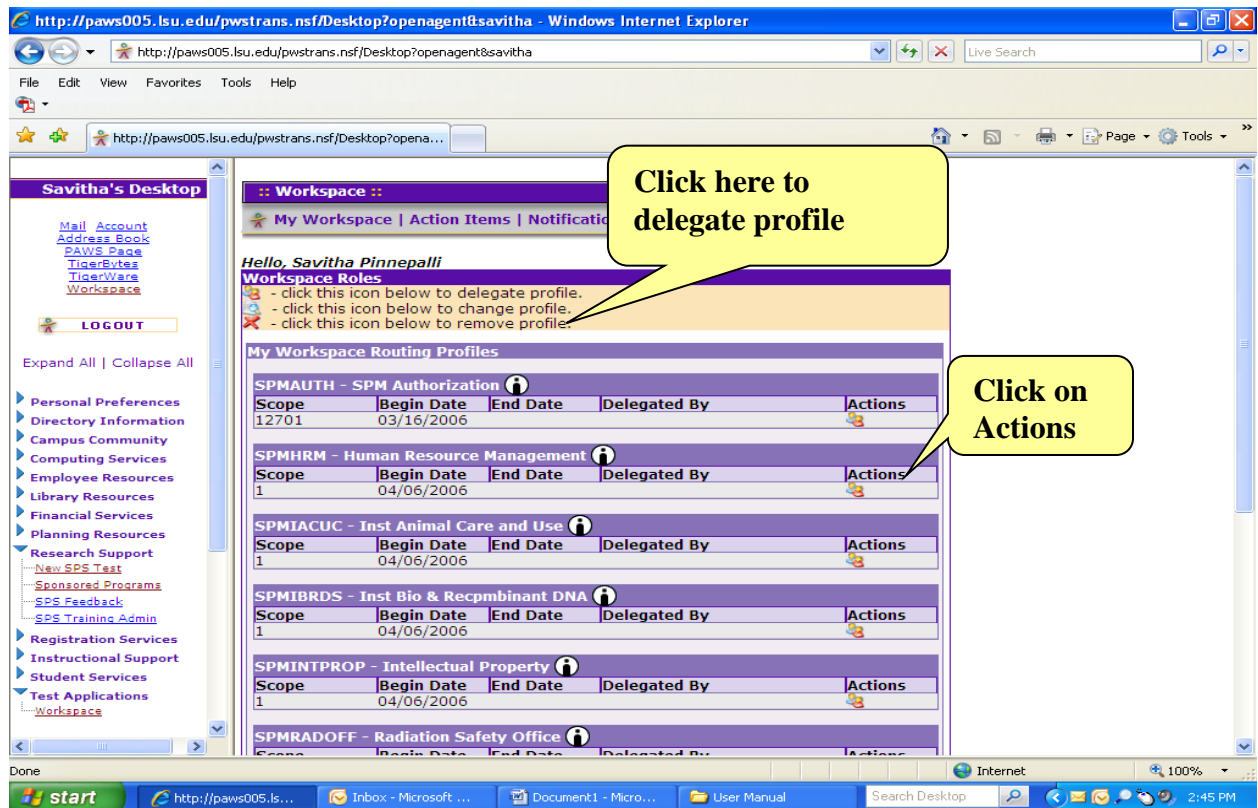 http://paws005.lsu.edu/pwstrans.nsf/Desktop?openagent&savitha - Windows Internet Explorer
http://paws005.lsu.edu/pwstrans.nsf/Desktop?openagent&savitha
Live Search
File Edit View Favorites Tools Help
http://paws005.lsu.edu/pwstrans.nsf/Desktop?opena...
Page Tools
Savitha's Desktop
Mail Account
Address Book
PAWS Page
TigerBytes
TigerWare
Workspace
LOGOUT
Expand All | Collapse All
Personal Preferences
Directory Information
Campus Community
Computing Services
Employee Resources
Library Resources
Financial Services
Planning Resources
Research Support
New SPS Test
Sponsored Programs
SPS Feedback
SPS Training Admin
Registration Services
Instructional Support
Student Services
Test Applications
Workspace
:: Workspace ::
My Workspace | Action Items | Notificatio
Click here to
delegate profile
Hello, Savitha Pinnepalli
Workspace Roles
- click this icon below to delegate profile.
- click this icon below to change profile.
- click this icon below to remove profile.
My Workspace Routing Profiles
Click on
Actions
SPMAUTH - SPM Authorization
Scope Begin Date End Date Delegated By Actions
12701 03/16/2006
SPMHRM - Human Resource Management
Scope Begin Date End Date Delegated By Actions
1 04/06/2006
SPMIACUC - Inst Animal Care and Use
Scope Begin Date End Date Delegated By Actions
1 04/06/2006
SPMIBRDS - Inst Bio & Recpmbinant DNA
Scope Begin Date End Date Delegated By Actions
1 04/06/2006
SPMINTPROP - Intellectual Property
Scope Begin Date End Date Delegated By Actions
1 04/06/2006
SPMRADOFF - Radiation Safety Office
Scope Begin Date End Date Delegated By Actions
Done
Internet
100%
start
http://paws005.ls...
Inbox - Microsoft ...
Document1 - Micro...
User Manual
Search Desktop
2:45 PM